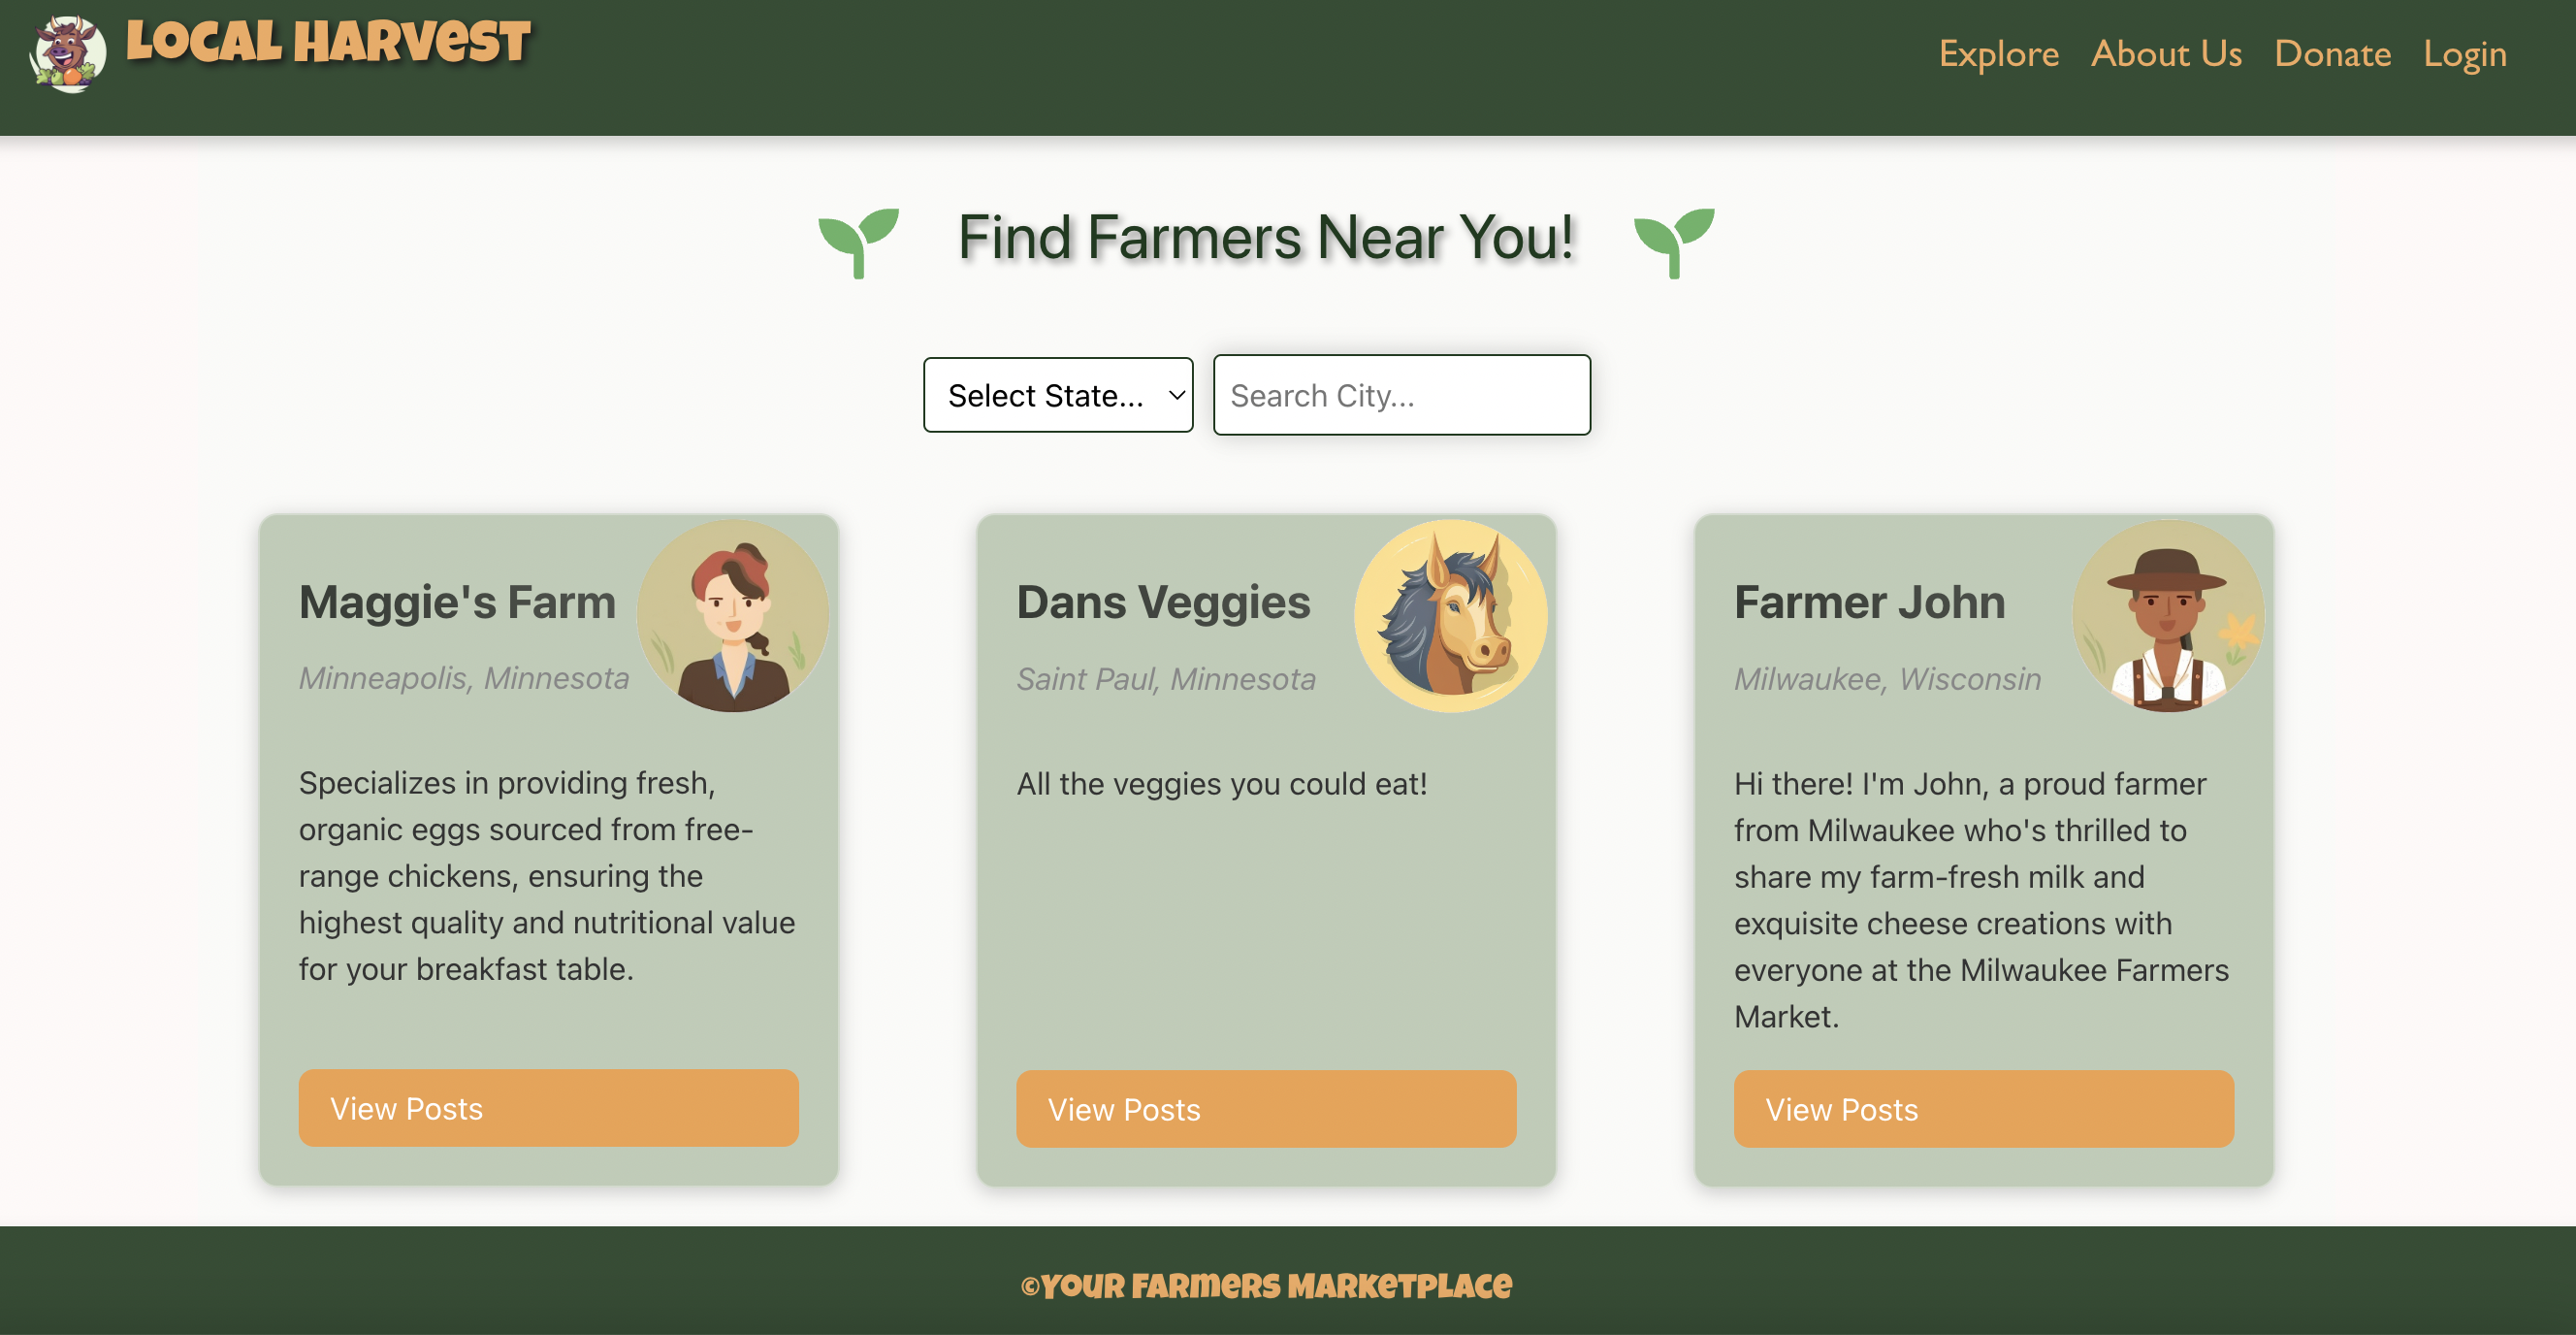 LOCAL HARVEST
Explore About Us Donate Login
Find Farmers Near You!
Select State...
Search City...
Maggie's Farm
Minneapolis, Minnesota
Specializes in providing fresh,
organic eggs sourced from free-
range chickens, ensuring the
highest quality and nutritional value
for your breakfast table.
View Posts
Dans Veggies
Saint Paul, Minnesota
All the veggies you could eat!
View Posts
Farmer John
Milwaukee, Wisconsin
Hi there! I'm John, a proud farmer
from Milwaukee who's thrilled to
share my farm-fresh milk and
exquisite cheese creations with
everyone at the Milwaukee Farmers
Market.
View Posts
©Your Farmers Marketplace